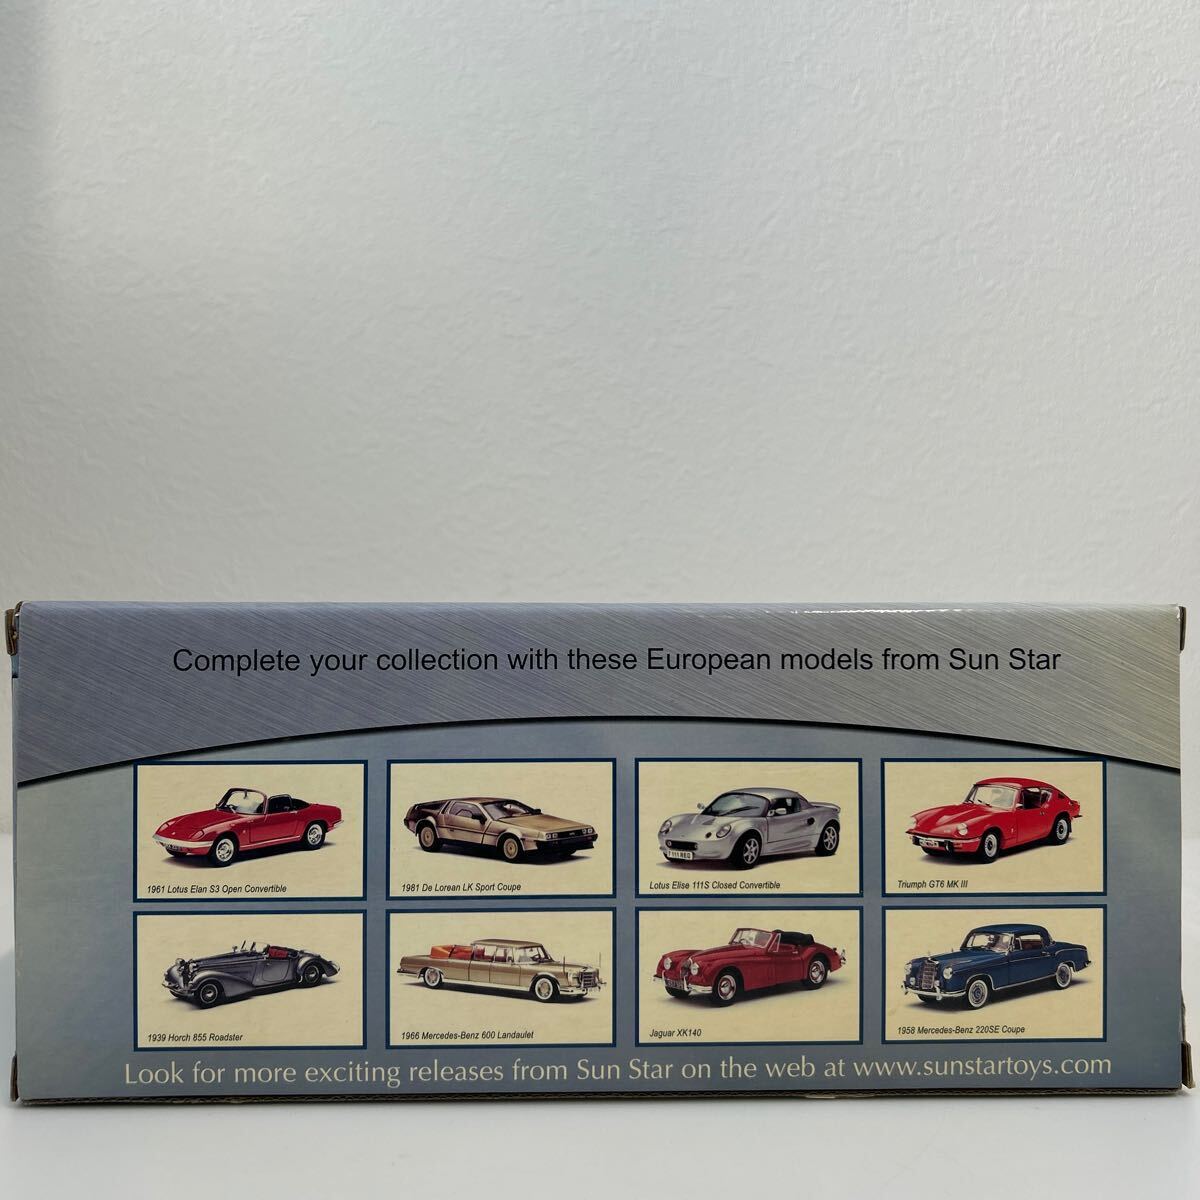 Complete your collection with these European models from Sun Star
1961 Lotus Elan S3 Open Convertible
1981 De Lorean LK Sport Coupe
Lotus Elise 111S Closed Convertible
Triumph GT6 MK III
1939 Horch 855 Roadster
1966 Mercedes-Benz 600 Landaulet
Jaguar XK140
1958 Mercedes-Benz 220SE Coupe
Look for more exciting releases from Sun Star on the web at www.sunstartoys.com